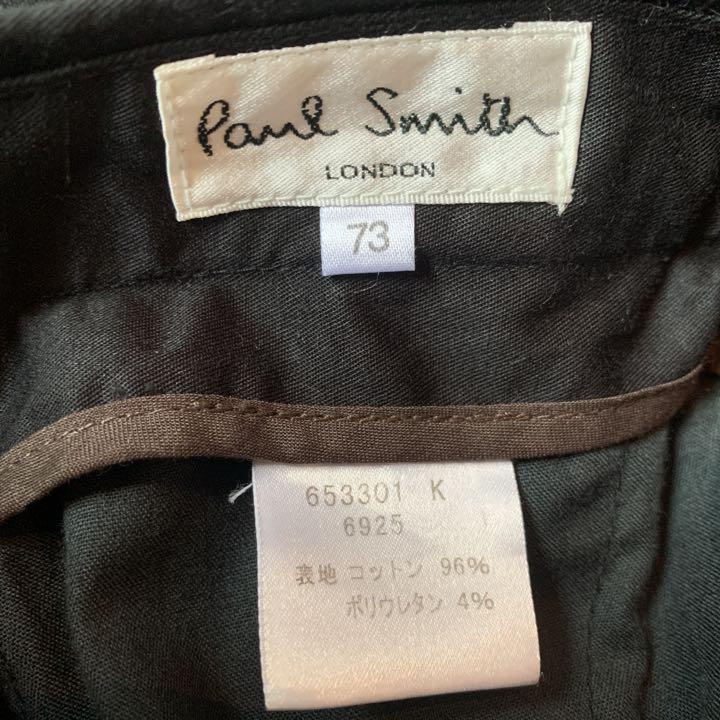 Paul Smith
LONDON
73
653301 K
6925
表地 コットン 96%
ポリウレタン 4%